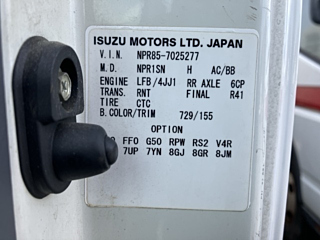 ISUZU MOTORS LTD. JAPAN
V.I.N. NPR85-7025277
M.D. NPR1SN H AC/BB
ENGINE LFB/4JJ1 RR AXLE 6CP
TRANS. RNT FINAL R41
TIRE CTC
B.COLOR/TRIM 729/155
OPTION
FFO G50 RPW RS2 V4R
7UP 7YN 8GJ 8GR 8JM